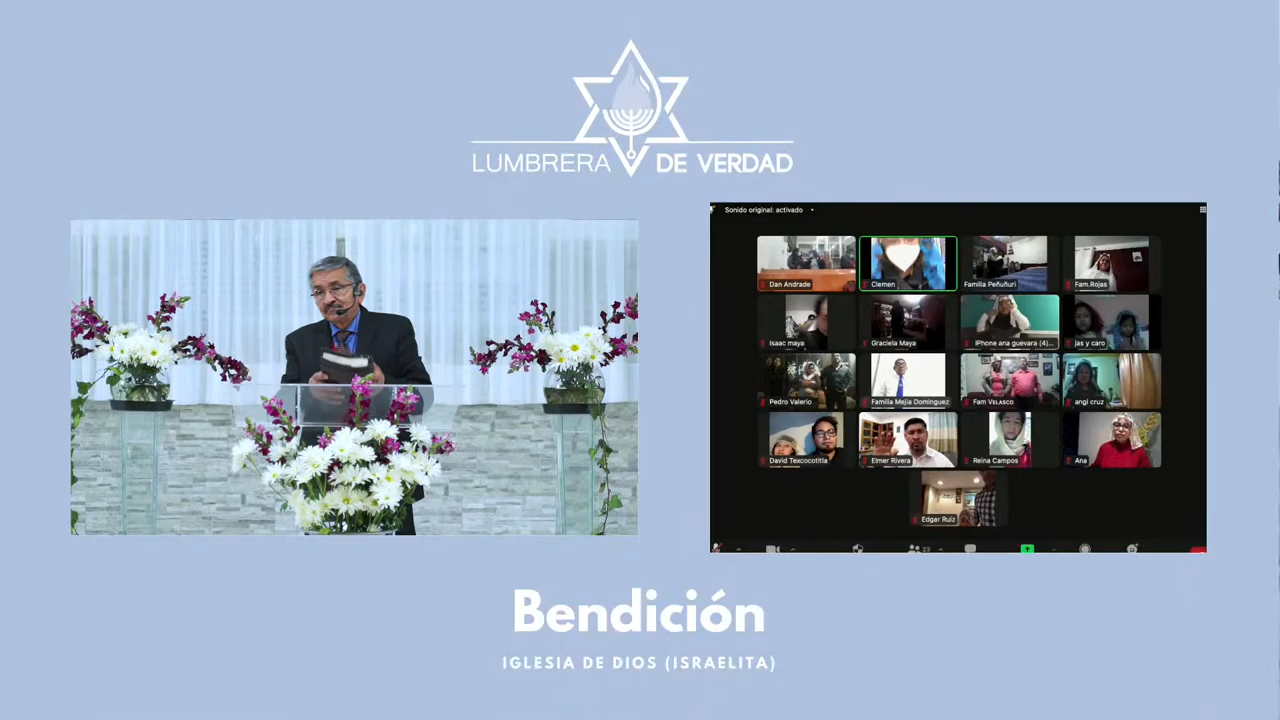 LUMBRERA DE VERDAD
Sonido original: activado
Dan Andrade
Clemen
Familia Peñuñuri
Fam.Rojas
Isaac maya
Graciela Maya
iPhone ana guevara (4)...
jas y caro
Pedro Valerio
Familia Mejia Dominguez
Fam VELASCO
angi cruz
David Texcocotitla
Elmer Rivera
Reina Campos
Ana
Edgar Ruiz
23
Bendición
IGLESIA DE DIOS (ISRAELITA)